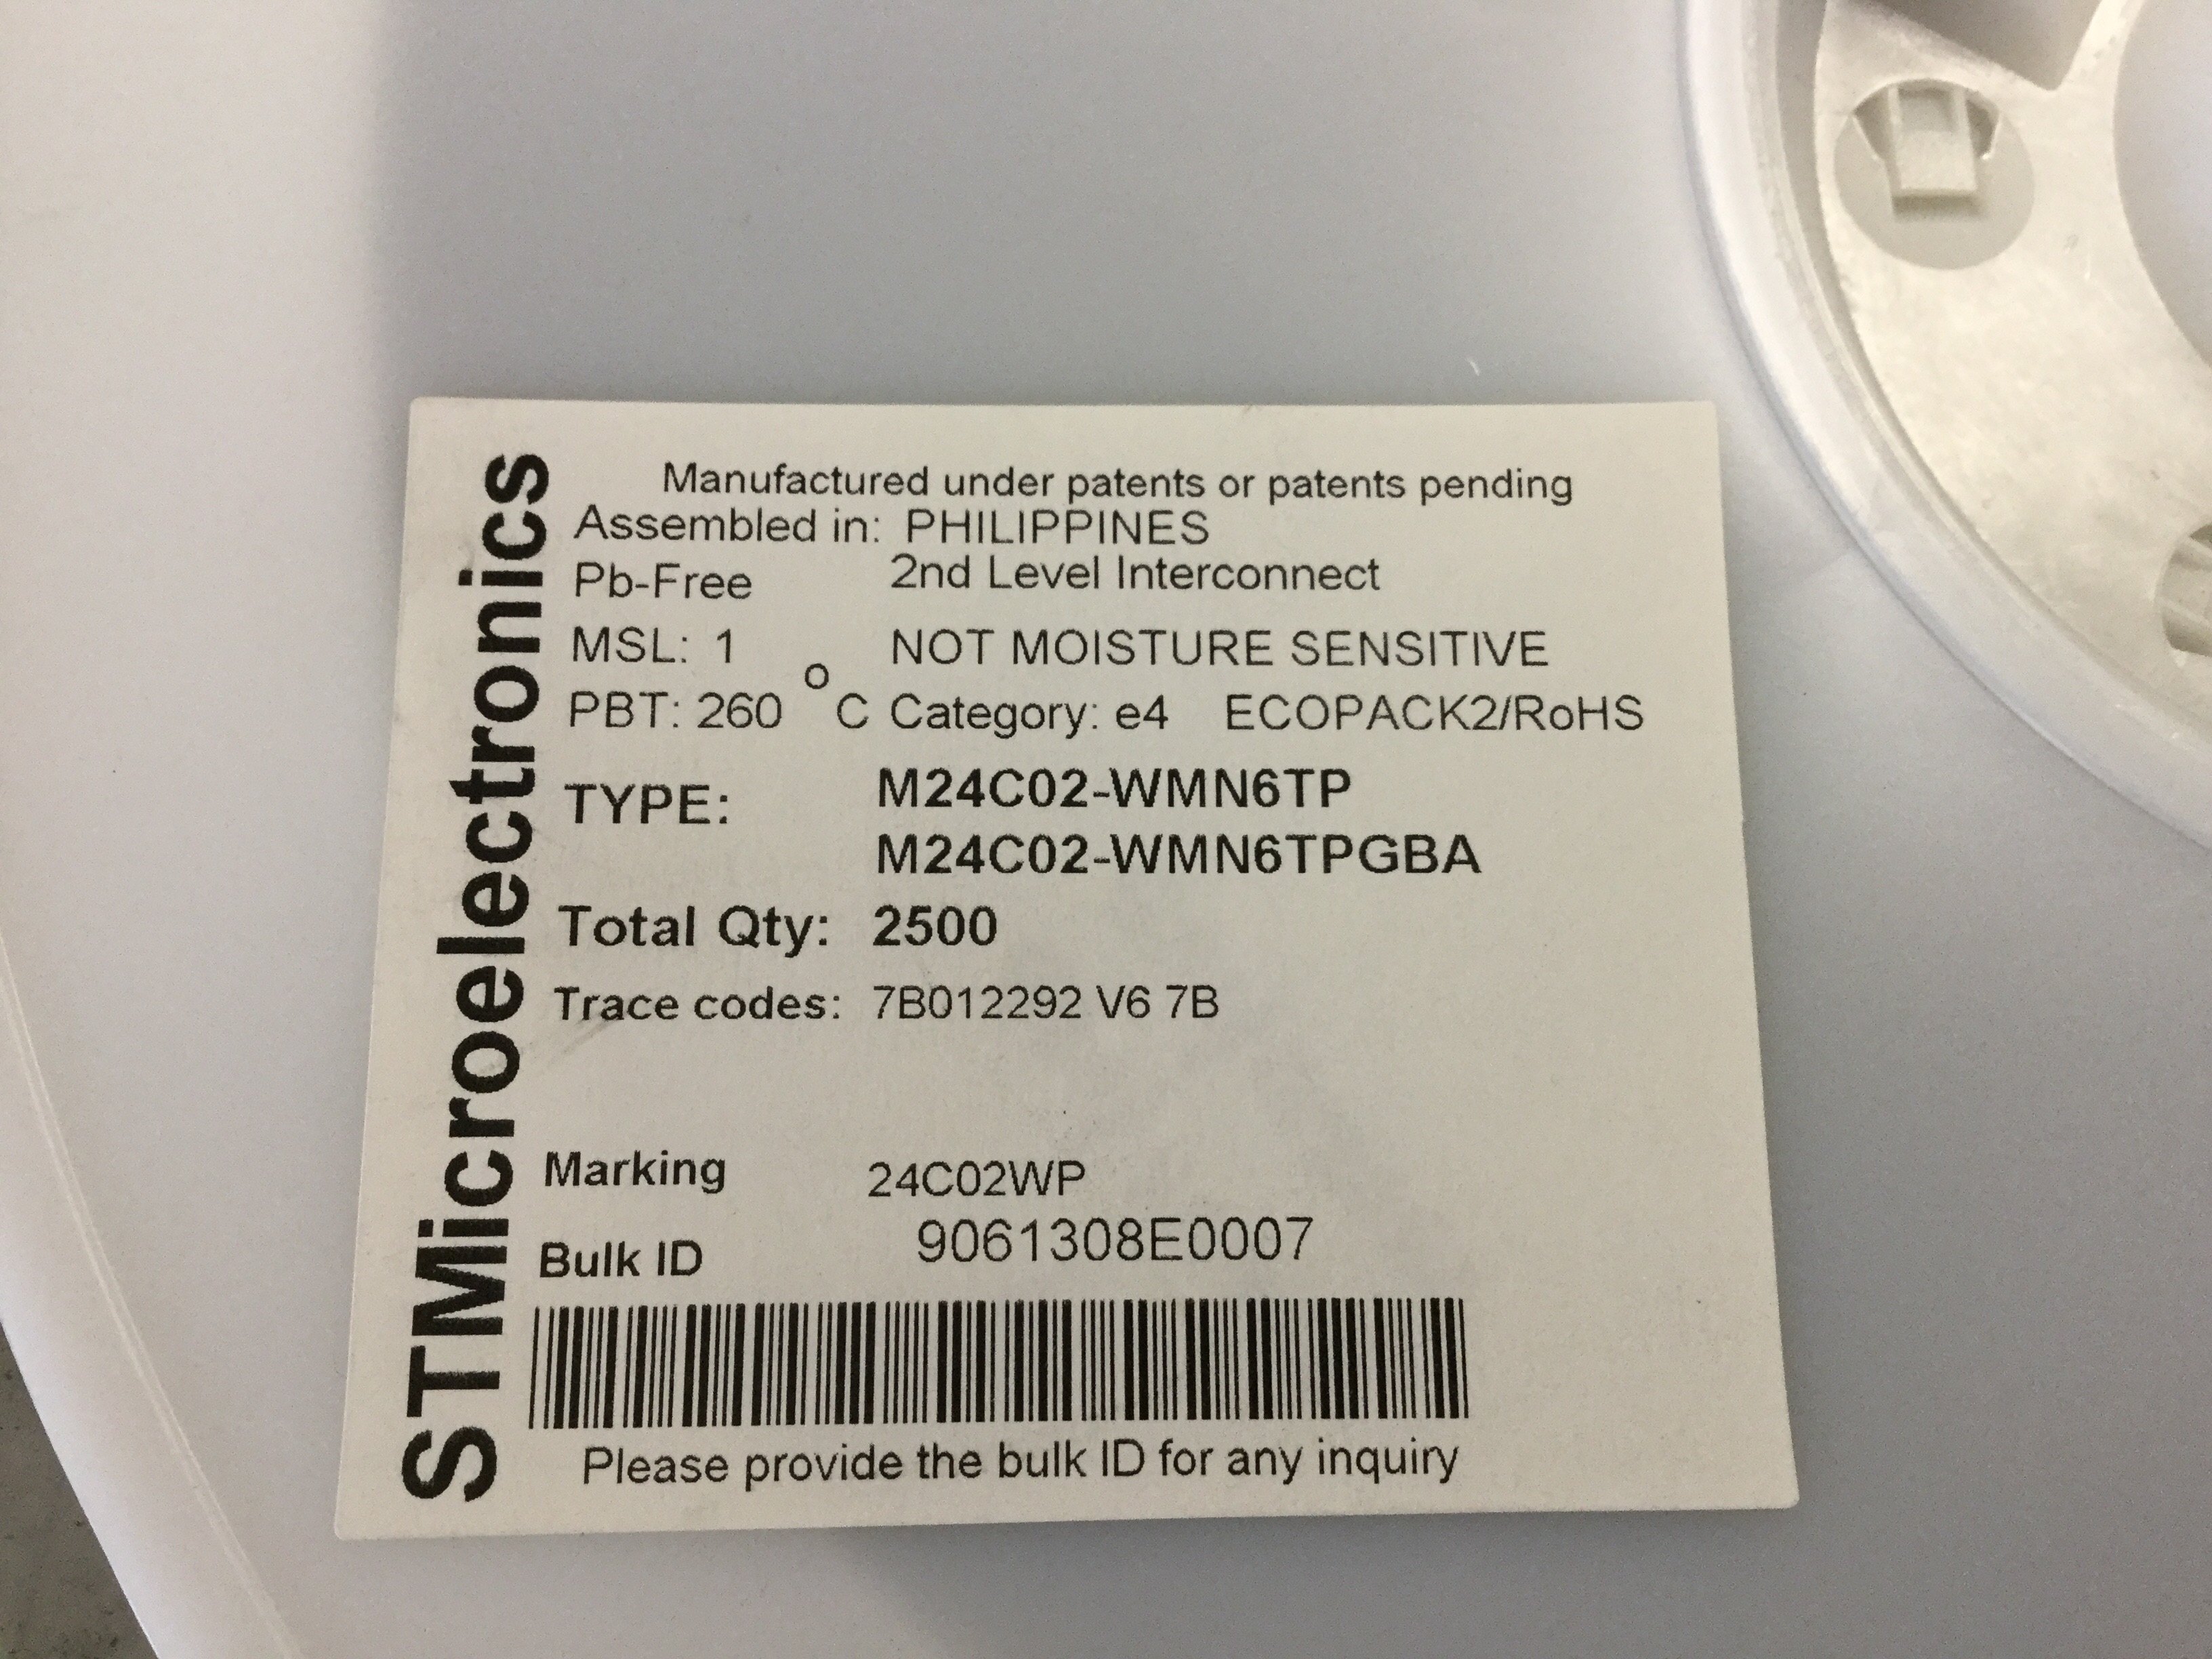 STMicroelectronics
Manufactured under patents or patents pending
Assembled in: PHILIPPINES
Pb-Free 2nd Level Interconnect
MSL: 1 NOT MOISTURE SENSITIVE
PBT: 260 °C Category: e4 ECOPACK2/RoHS
TYPE: M24C02-WMN6TP
M24C02-WMN6TPGBA
Total Qty: 2500
Trace codes: 7B012292 V6 7B
Marking 24C02WP
Bulk ID 9061308E0007
Please provide the bulk ID for any inquiry